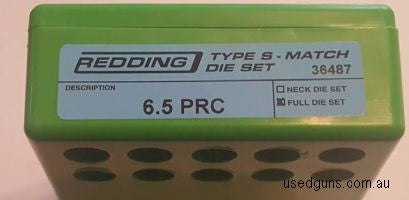 REDDING TYPE S - MATCH
DIE SET 36487
DESCRIPTION
6.5 PRC
NECK DIE SET
FULL DIE SET
usedguns.com.au